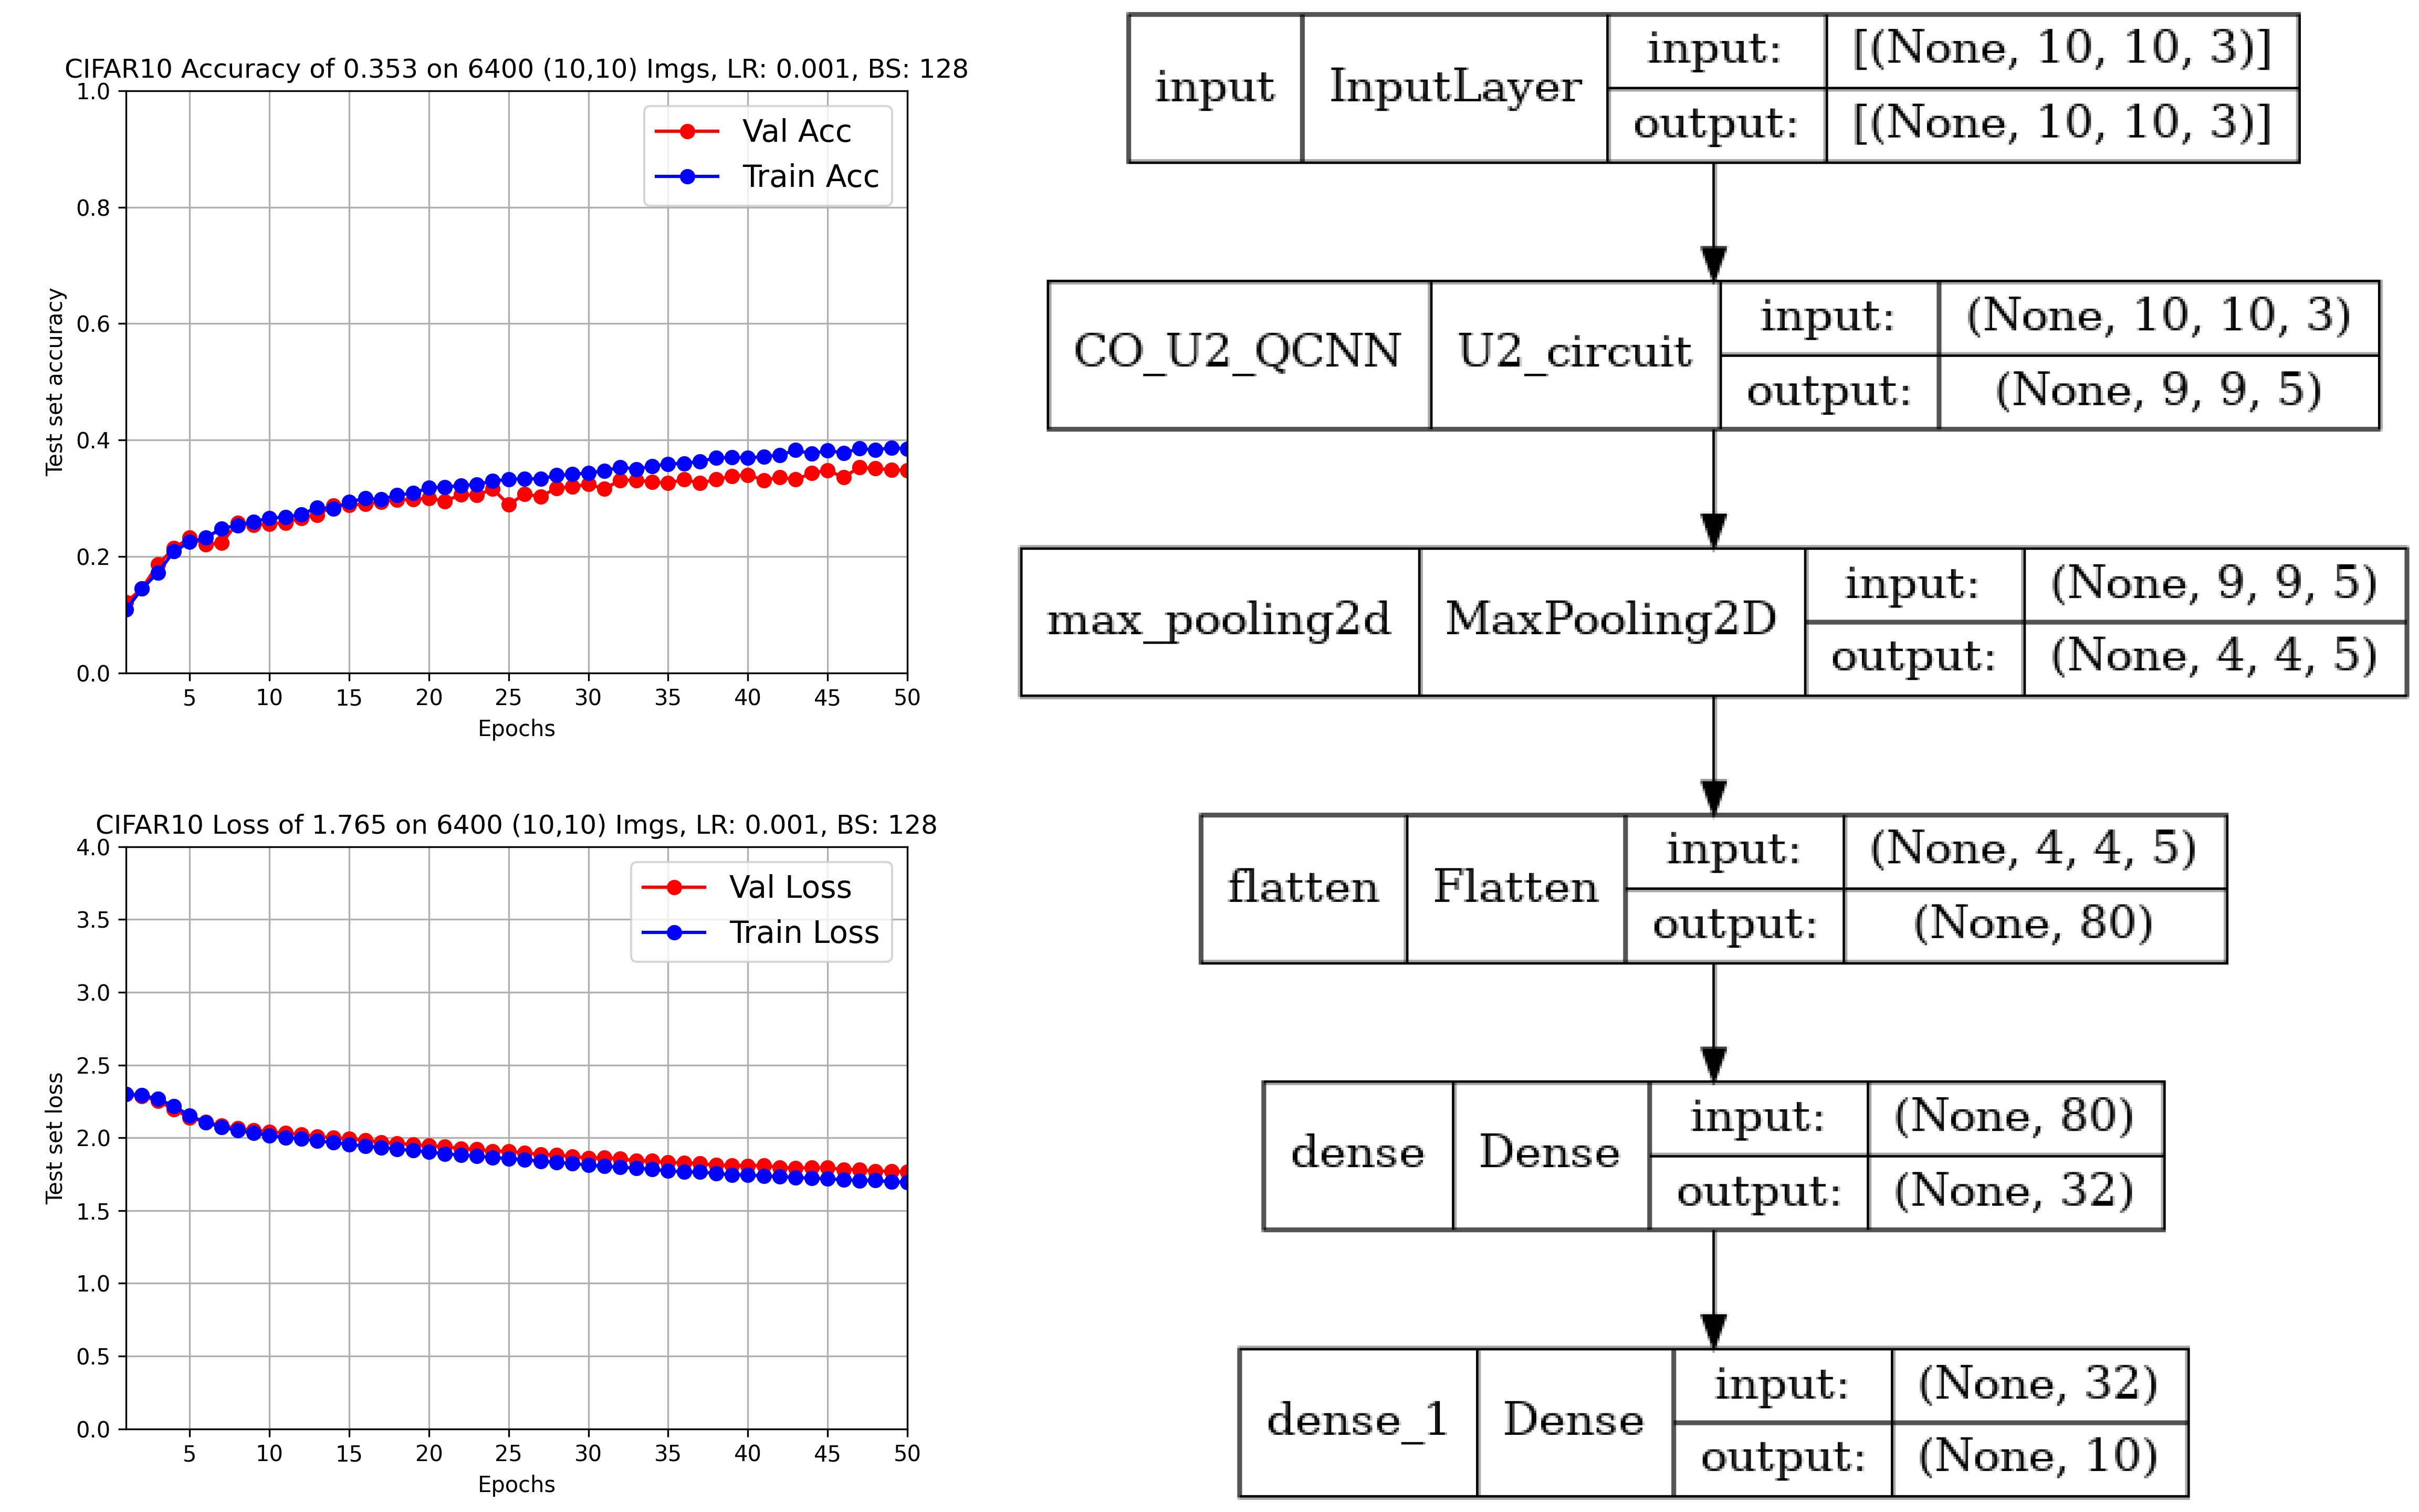 CIFAR10 Accuracy of 0.353 on 6400 (10,10) Imgs, LR: 0.001, BS: 128
Test set accuracy
1.0
0.8
0.6
0.4
0.2
0.0
Val Acc
Train Acc
5 10 15 20 25 30 35 40 45 50
Epochs
CIFAR10 Loss of 1.765 on 6400 (10,10) Imgs, LR: 0.001, BS: 128
Test set loss
4.0
3.5
3.0
2.5
2.0
1.5
1.0
0.5
0.0
Val Loss
Train Loss
5 10 15 20 25 30 35 40 45 50
Epochs
input InputLayer
input: [(None, 10, 10, 3)]
output: [(None, 10, 10, 3)]
CO_U2_QCNN U2_circuit
input: (None, 10, 10, 3)
output: (None, 9, 9, 5)
max_pooling2d MaxPooling2D
input: (None, 9, 9, 5)
output: (None, 4, 4, 5)
flatten Flatten
input: (None, 4, 4, 5)
output: (None, 80)
dense Dense
input: (None, 80)
output: (None, 32)
dense_1 Dense
input: (None, 32)
output: (None, 10)